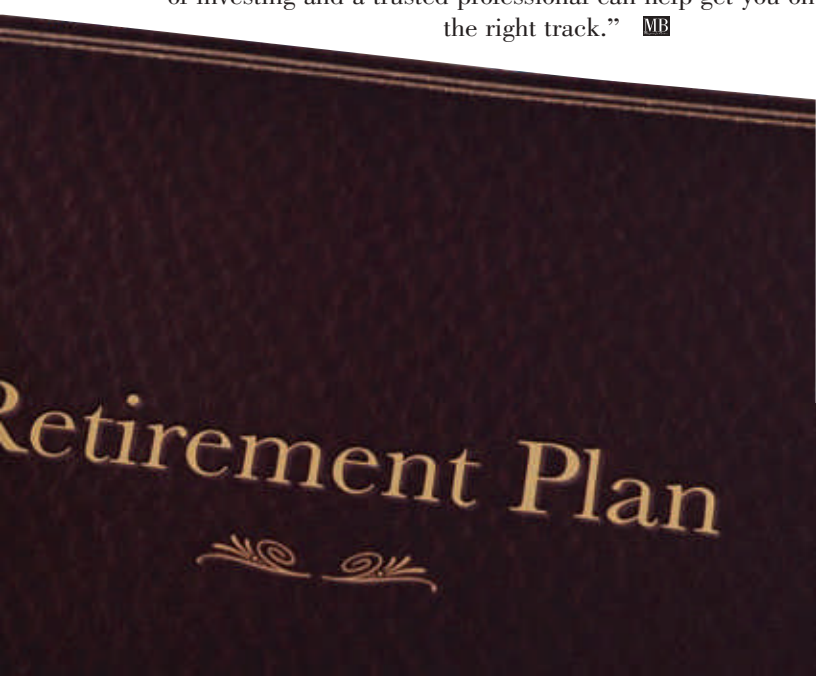 of investing and a trusted professional can help get you on
the right track.” MB
Retirement Plan